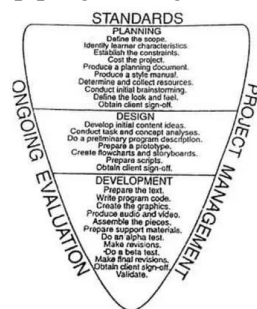 STANDARDS
PLANNING
Define the scope.
Identify learner characteristics.
Establish the constraints.
Cost the project.
Produce a planning document.
Produce a style manual.
Determine and collect resources.
Conduct initial brainstorming.
Define the look and feel.
Obtain client sign-off.
DESIGN
Develop initial content ideas.
Conduct task and concept analyses.
Do a preliminary program description.
Prepare a prototype.
Create flowcharts and storyboards.
Prepare scripts.
Obtain client sign-off.
DEVELOPMENT
Prepare the text.
Write program code.
Create the graphics.
Produce audio and video.
Assemble the pieces.
Prepare support materials.
Do an alpha test.
Make revisions.
Do a beta test.
Make final revisions.
Obtain client sign-off.
Validate.
ONGOING EVALUATION
PROJECT MANAGEMENT